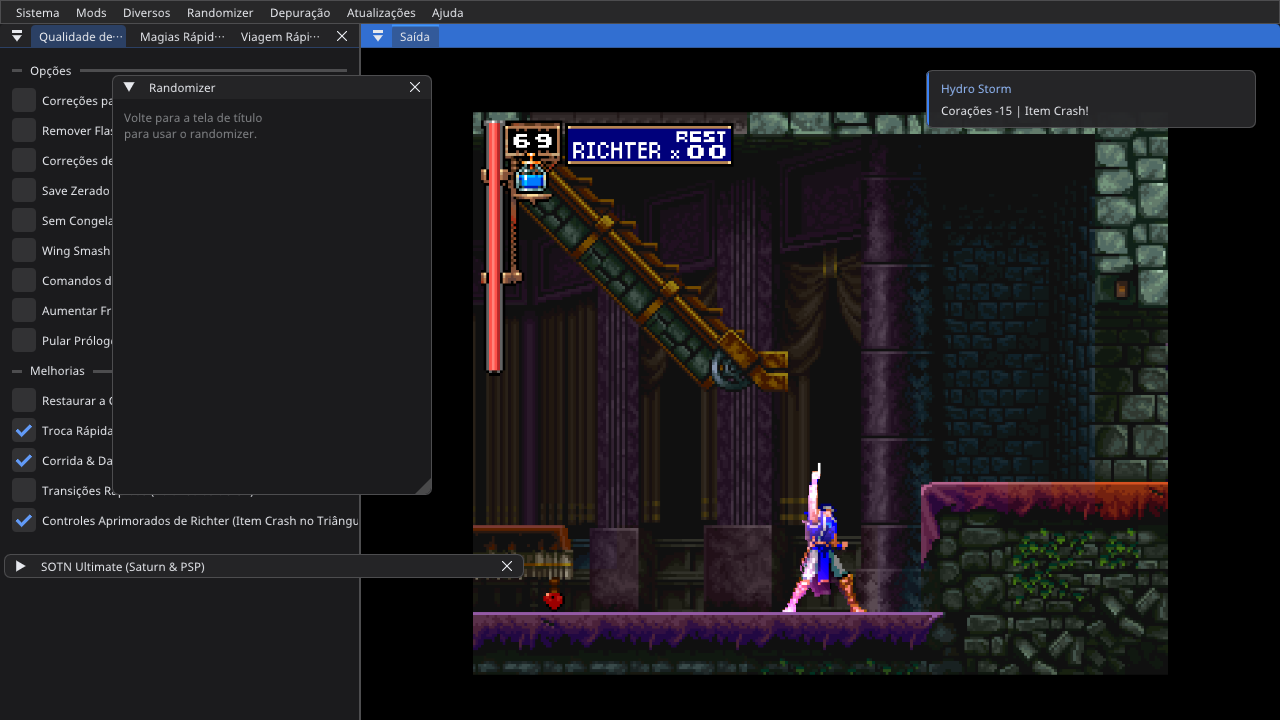 Sistema Mods Diversos Randomizer Depuração Atualizações Ajuda
Qualidade de··· Magias Rápid··· Viagem Rápi···
Saída
Opções
Correções pa
Remover Flas
Correções de
Save Zerado
Sem Congela
Wing Smash
Comandos d
Aumentar Fr
Pular Prólog
Melhorias
Restaurar a
Troca Rápida
Corrida & Da
Transições
Controles Aprimorados de Richter (Item Crash no Triângu
Randomizer
Volte para a tela de título
para usar o randomizer.
SOTN Ultimate (Saturn & PSP)
Hydro Storm
Corações -15 | Item Crash!
69
REST
RICHTER x 00